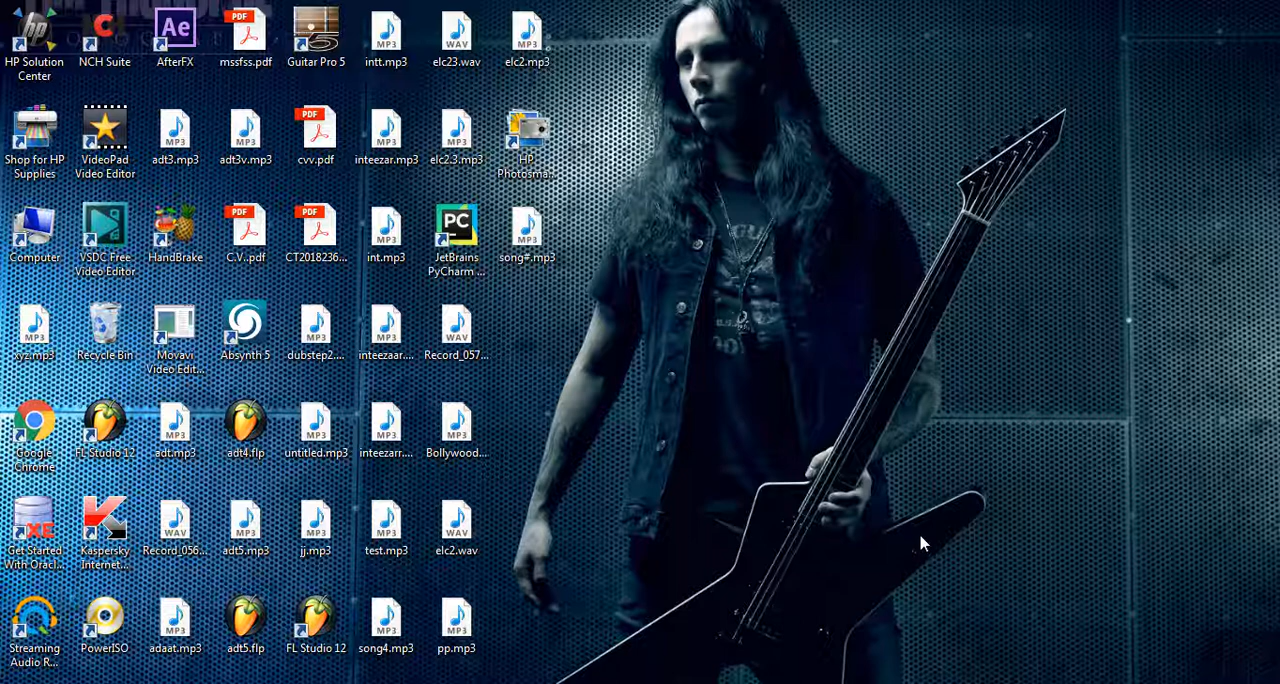 HP Solution
Center
NCH Suite
AfterFX
mssfss.pdf
Guitar Pro 5
intt.mp3
elc23.wav
elc2.mp3
Shop for HP
Supplies
VideoPad
Video Editor
adt3.mp3
adt3v.mp3
cvv.pdf
inteezar.mp3
elc2.3.mp3
HP
Photosma...
Computer
VSDC Free
Video Editor
HandBrake
C.V..pdf
CT2018236...
int.mp3
JetBrains
PyCharm ...
song#.mp3
xyz.mp3
Recycle Bin
Movavi
Video Edit...
Absynth 5
dubstep2....
inteezaar....
Record_057...
Google
Chrome
FL Studio 12
adt.mp3
adt4.flp
untitled.mp3
inteezarr....
Bollywood...
Get Started
With Oracl...
Kaspersky
Internet...
Record_056...
adt5.mp3
jj.mp3
test.mp3
elc2.wav
Streaming
Audio R...
PowerISO
adaat.mp3
adt5.flp
FL Studio 12
song4.mp3
pp.mp3